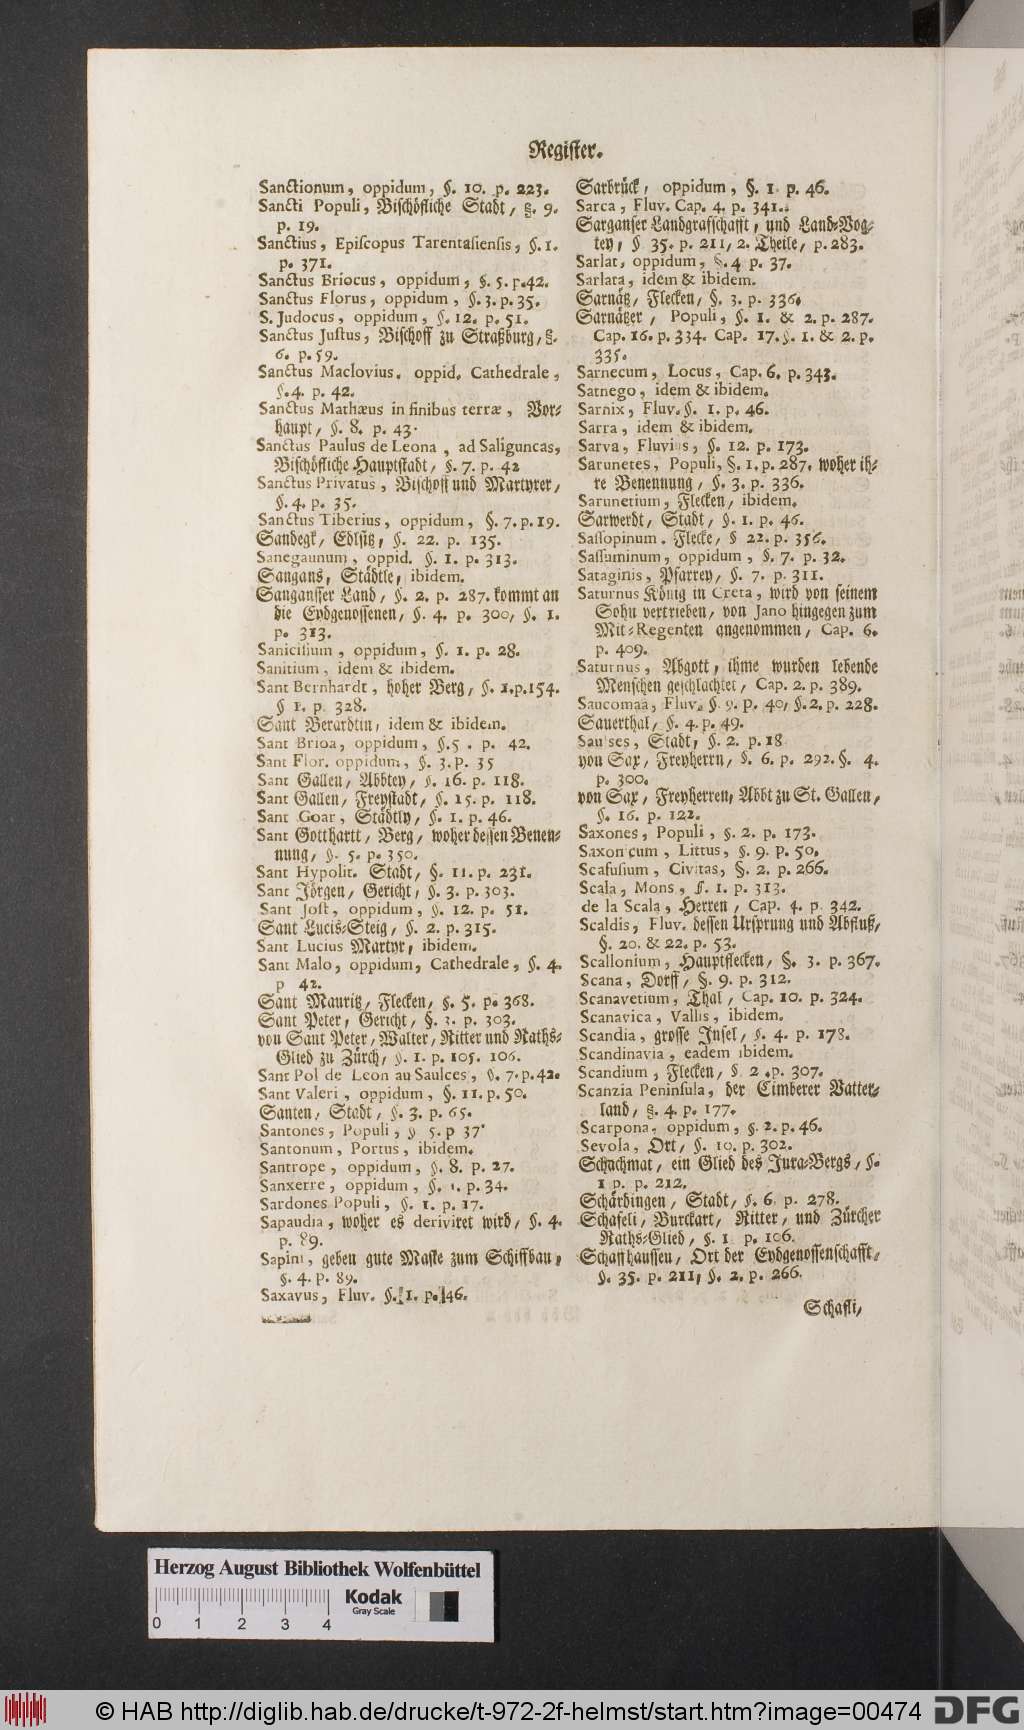 Register.
Sanctionum, oppidum, §. 10. p. 223.
Sancti Populi, Bischöfliche Stadt, §. 9.
p. 19.
Sanctius, Episcopus Tarentasiensis, §. 1.
p. 371.
Sanctus Briocus, oppidum, §. 5. p. 42.
Sanctus Florus, oppidum, §. 3. p. 35.
S. Judocus, oppidum, §. 12. p. 51.
Sanctus Justus, Bischoff zu Straßburg, §.
6. p. 59.
Sanctus Maclovius. oppid. Cathedrale,
§. 4. p. 42.
Sanctus Mathæus in finibus terræ, Vor-
haupt, §. 8. p. 43.
Sanctus Paulus de Leona, ad Saliguncas,
Bischöfliche Hauptstadt, §. 7. p. 42
Sanctus Privatus, Bischoff und Martyrer,
§. 4. p. 35.
Sanctus Tiberius, oppidum, §. 7. p. 19.
Sandegk, Edlsitz, §. 22. p. 135.
Sanegaunum, oppid. §. 1. p. 313.
Sangans, Städtle, ibidem.
Sanganser Land, §. 2. p. 287. kommt an
die Eydgenossenen, §. 4. p. 300, §. 1.
p. 313.
Sanicisium, oppidum, §. 1. p. 28.
Sanitium, idem & ibidem.
Sant Bernhardt, hoher Berg, §. 1. p. 154.
§ 1. p. 328.
Sant Berardtin, idem & ibidem.
Sant Brioa, oppidum, §. 5. p. 42.
Sant Flor. oppidum, §. 3. p. 35
Sant Gallen, Abbtey, §. 16. p. 118.
Sant Gallen, Freystadt, §. 15. p. 118.
Sant Goar, Städtly, §. 1. p. 46.
Sant Gotthartt, Berg, woher dessen Benen-
nung, §. 5. p. 350.
Sant Hypolit. Stadt, §. 11. p. 231.
Sant Jörgen, Gericht, §. 3. p. 303.
Sant Jost, oppidum, §. 12. p. 51.
Sant Lucis-Steig, §. 2. p. 315.
Sant Lucius Martyr, ibidem.
Sant Malo, oppidum, Cathedrale, §. 4.
p 42.
Sant Mauritz, Flecken, §. 5. p. 368.
Sant Peter, Gericht, §. 3. p. 303.
von Sant Peter, Walter, Ritter und Raths-
Glied zu Zürch, §. 1. p. 105. 106.
Sant Pol de Leon au Saulces, §. 7. p. 42.
Sant Valeri, oppidum, §. 11. p. 50.
Santen, Stadt, §. 3. p. 65.
Santones, Populi, § 5. p 37.
Santonum, Portus, ibidem.
Santrope, oppidum, §. 8. p. 27.
Sanxerre, oppidum, §. 1. p. 34.
Sardones Populi, §. 1. p. 17.
Sapaudia, woher es deriviret wird, §. 4.
p. 89.
Sapini, geben gute Maste zum Schiffbau,
§. 4. p. 89.
Saxavus, Fluv. §. 1. p. 46.
Sarbrück, oppidum, §. 1. p. 46.
Sarca, Fluv. Cap. 4. p. 341.
Sarganser Landgrafschafft, und Land-Vog-
tey, § 35. p. 211, 2. Theile, p. 283.
Sarlat, oppidum, §. 4 p. 37.
Sarlata, idem & ibidem.
Sarnätz, Flecken, §. 3. p. 336.
Sarnätzer, Populi, §. 1. & 2. p. 287.
Cap. 16. p. 334. Cap. 17. §. 1. & 2. p.
335.
Sarnecum, Locus, Cap. 6. p. 343.
Satnego, idem & ibidem.
Sarnix, Fluv. §. 1. p. 46.
Sarra, idem & ibidem.
Sarva, Fluvius, §. 12. p. 173.
Sarunetes, Populi, §. 1. p. 287. woher ih-
re Benennung, §. 3. p. 336.
Sarunetium, Flecken, ibidem.
Sarwerdt, Stadt, §. 1. p. 46.
Sassopinum. Flecke, § 22. p. 356.
Sassuminum, oppidum, §. 7. p. 32.
Sataginis, Pfarrey, §. 7. p. 311.
Saturnus König in Creta, wird von seinem
Sohn vertrieben, von Jano hingegen zum
Mit-Regenten angenommen, Cap. 6.
p. 409.
Saturnus, Abgott, ihme wurden lebende
Menschen geschlachtet, Cap. 2. p. 389.
Saucomaa, Fluv. §. 9. p. 40, §. 2. p. 228.
Sauerthal, §. 4. p. 49.
Saulses, Stadt, §. 2. p. 18
von Sax, Freyherrn, §. 6. p. 292. §. 4.
p. 300.
von Sax, Freyherren, Abbt zu St. Gallen,
§. 16. p. 122.
Saxones, Populi, §. 2. p. 173.
Saxonicum, Littus, §. 9. p. 50.
Scafusium, Civitas, §. 2. p. 266.
Scala, Mons, §. 1. p. 313.
de la Scala, Herren, Cap. 4. p. 342.
Scaldis, Fluv. dessen Ursprung und Abfluß,
§. 20. & 22. p. 53.
Scallonium, Hauptflecken, §. 3. p. 367.
Scana, Dorff, §. 9. p. 312.
Scanavetium, Thal, Cap. 10. p. 324.
Scanavica, Vallis, ibidem.
Scandia, grosse Insel, §. 4. p. 178.
Scandinavia, eadem ibidem.
Scandium, Flecken, §. 2. p. 307.
Scanzia Peninsula, der Cimberer Vatter-
land, §. 4. p. 177.
Scarpona, oppidum, §. 2. p. 46.
Sevola, Ort, §. 10. p. 302.
Schachmat, ein Glied des Jura-Bergs, §.
1 p. p. 212.
Schärdingen, Stadt, §. 6. p. 278.
Schafeli, Burckart, Ritter, und Zürcher
Raths-Glied, §. 1 p. 106.
Schaffhaussen, Ort der Eydgenossenschafft,
§. 35. p. 211, §. 2. p. 266.
Schafli,
Herzog August Bibliothek Wolfenbüttel
Kodak
Gray Scale
0 1 2 3 4
© HAB http://diglib.hab.de/drucke/t-972-2f-helmst/start.htm?image=00474
DFG